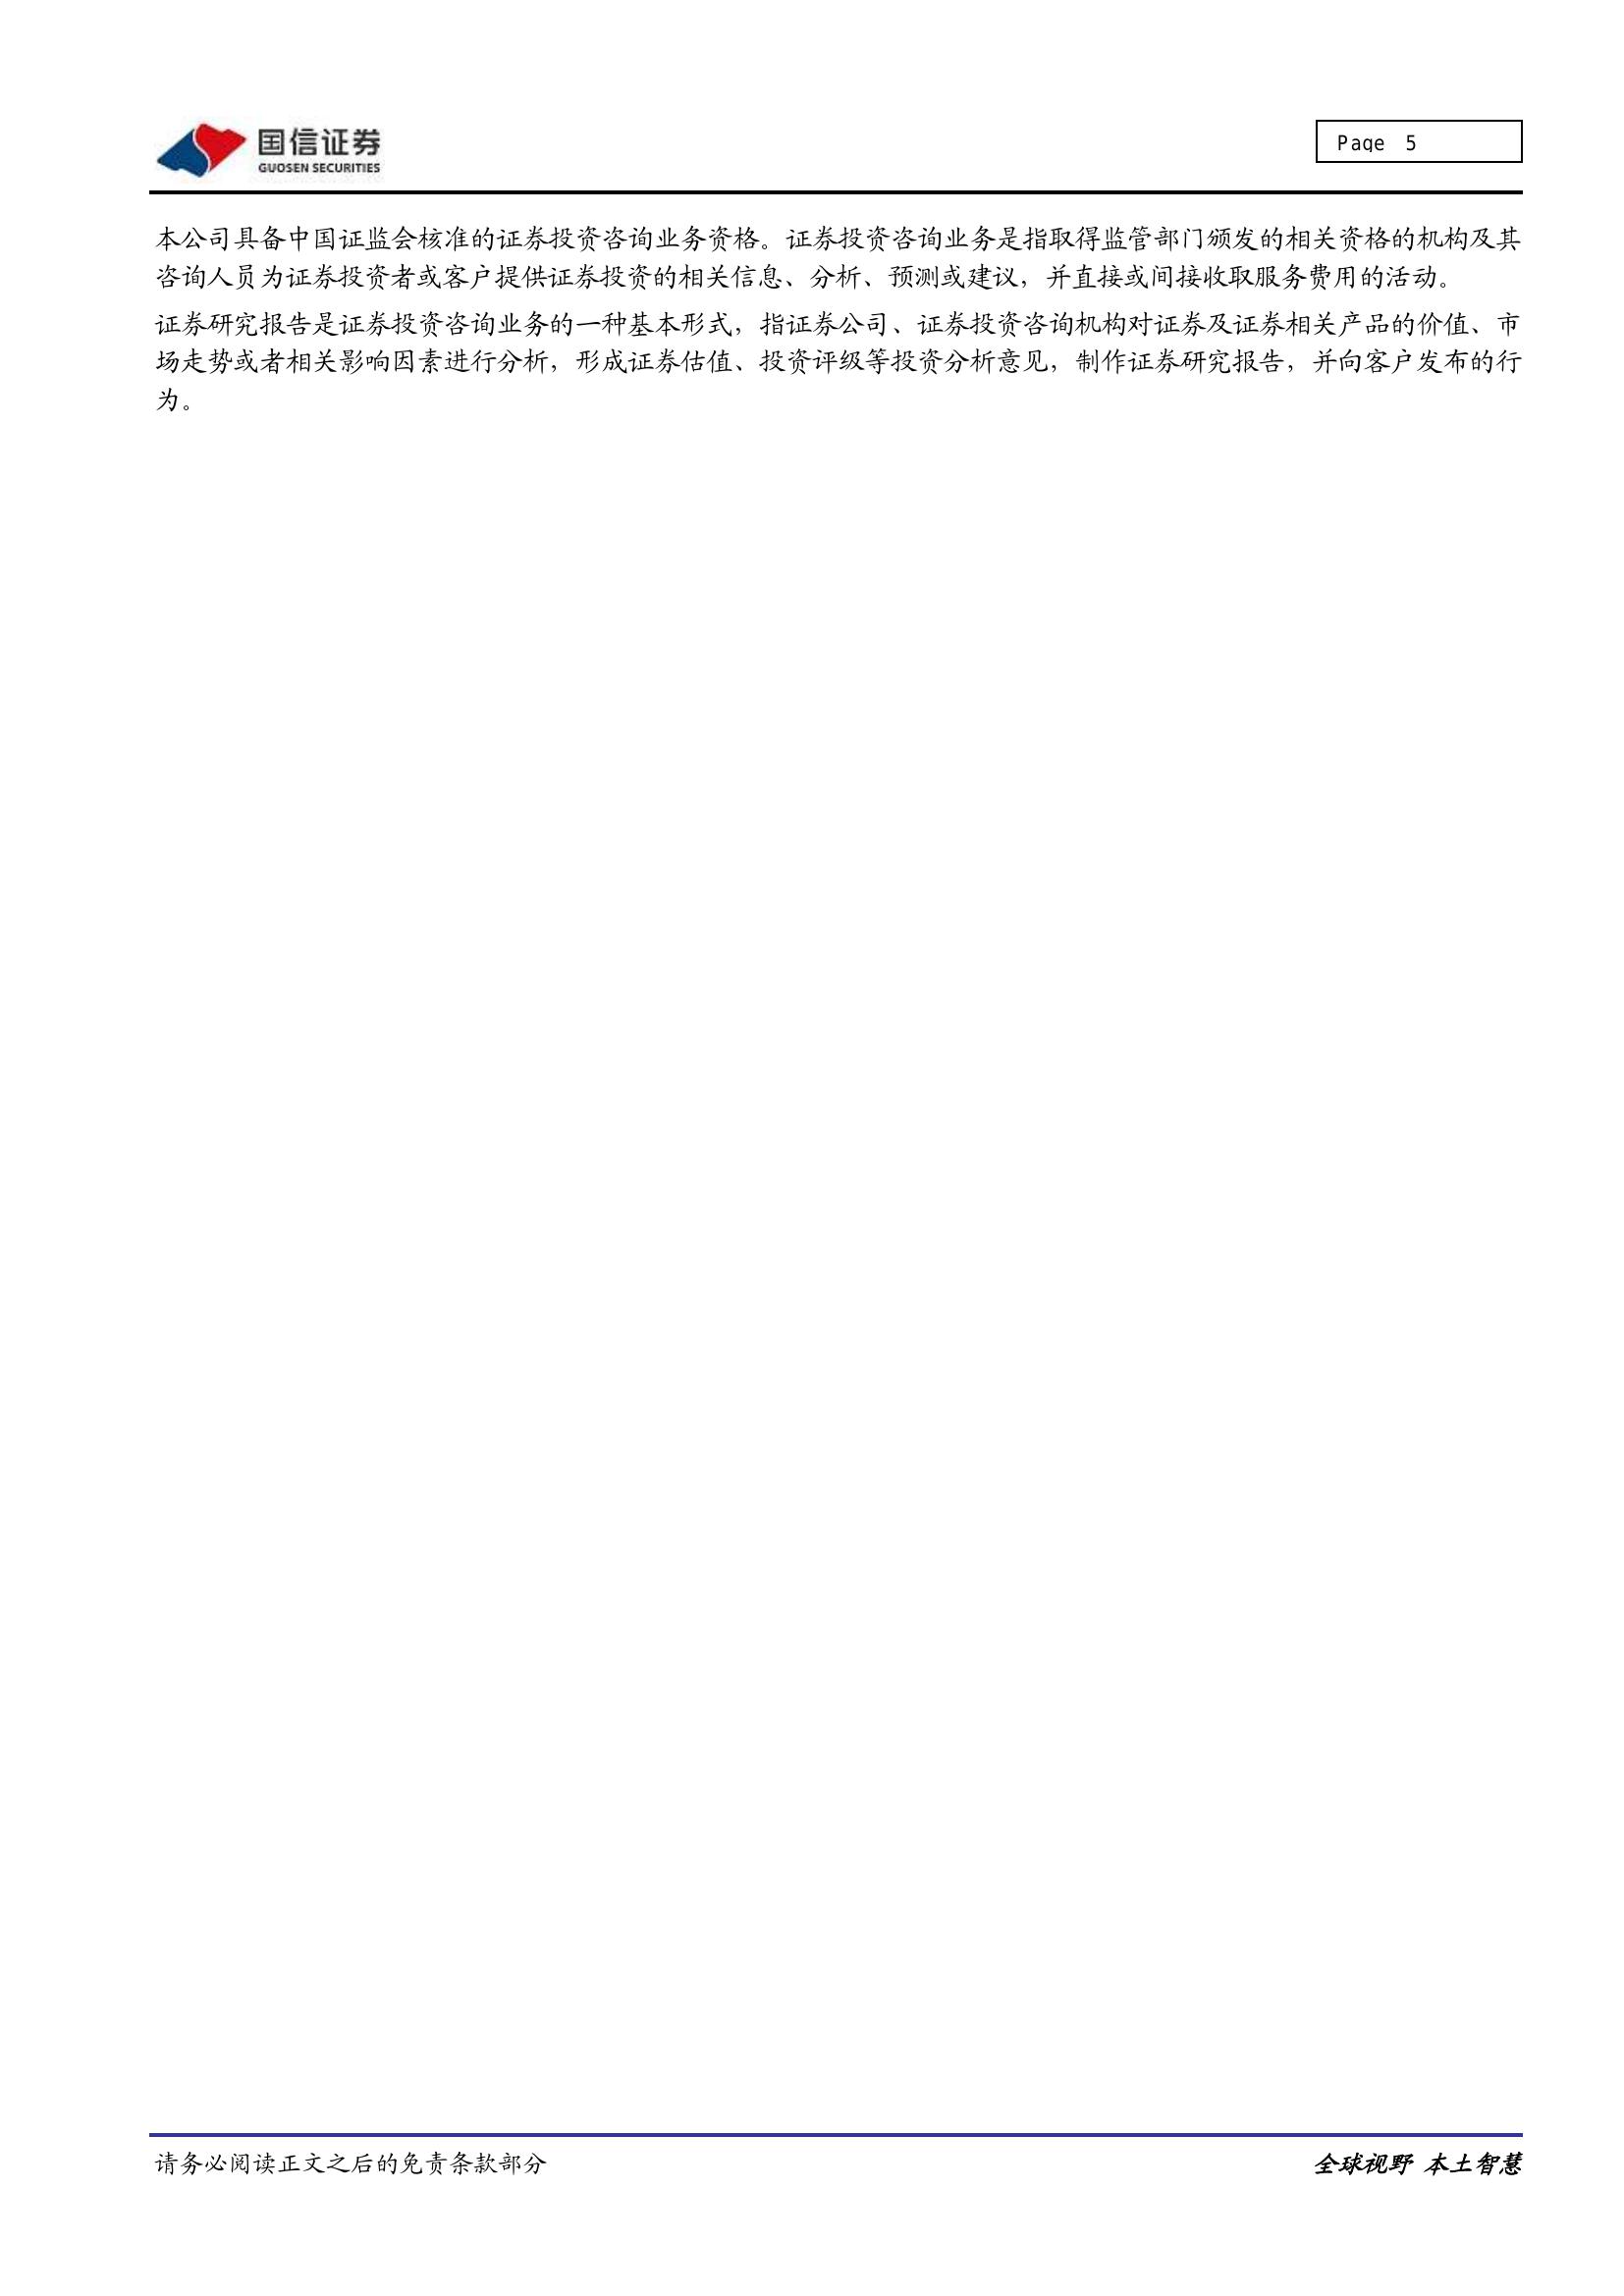 国信证券
GUOSEN SECURITIES
Page 5
本公司具备中国证监会核准的证券投资咨询业务资格。证券投资咨询业务是指取得监管部门颁发的相关资格的机构及其
咨询人员为证券投资者或客户提供证券投资的相关信息、分析、预测或建议，并直接或间接收取服务费用的活动。
证券研究报告是证券投资咨询业务的一种基本形式，指证券公司、证券投资咨询机构对证券及证券相关产品的价值、市
场走势或者相关影响因素进行分析，形成证券估值、投资评级等投资分析意见，制作证券研究报告，并向客户发布的行
为。
请务必阅读正文之后的免责条款部分
全球视野 本土智慧